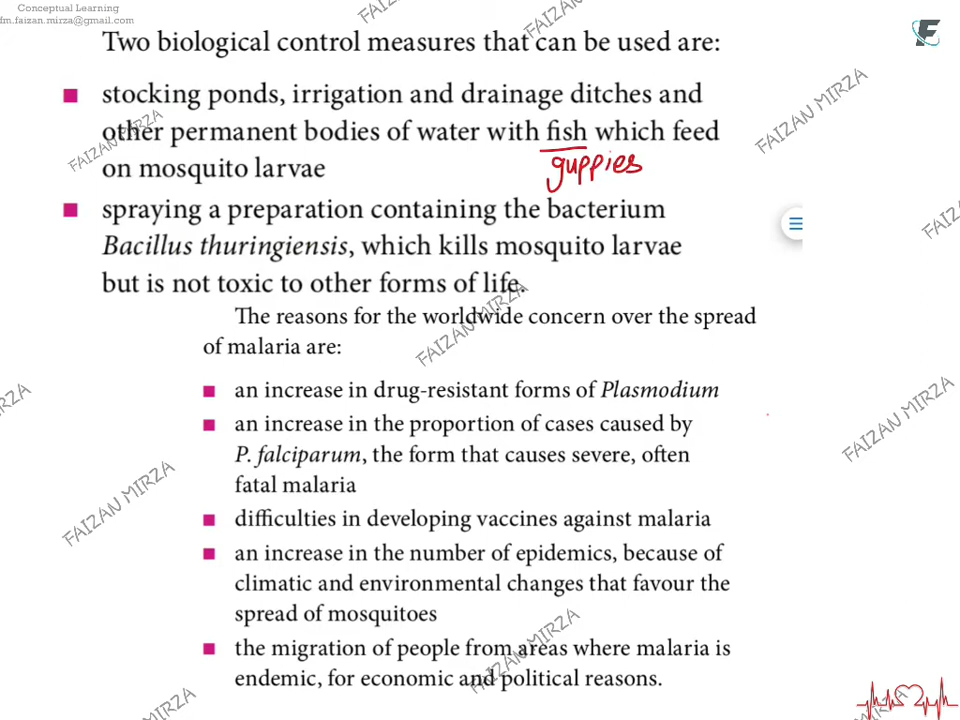 Conceptual Learning
fm.faizan.mirza@gmail.com
Two biological control measures that can be used are:
■ stocking ponds, irrigation and drainage ditches and
other permanent bodies of water with fish which feed
on mosquito larvae
guppies
■ spraying a preparation containing the bacterium
Bacillus thuringiensis, which kills mosquito larvae
but is not toxic to other forms of life.
The reasons for the worldwide concern over the spread
of malaria are:
■ an increase in drug-resistant forms of Plasmodium
■ an increase in the proportion of cases caused by
P. falciparum, the form that causes severe, often
fatal malaria
■ difficulties in developing vaccines against malaria
■ an increase in the number of epidemics, because of
climatic and environmental changes that favour the
spread of mosquitoes
■ the migration of people from areas where malaria is
endemic, for economic and political reasons.
FAIZAN MIRZA
FAIZAN MIRZA
FAIZAN MIRZA
FAIZAN MIRZA
FAIZAN MIRZA
FAIZAN MIRZA
FAIZAN MIRZA
FAIZAN MIRZA
FAIZAN MIRZA